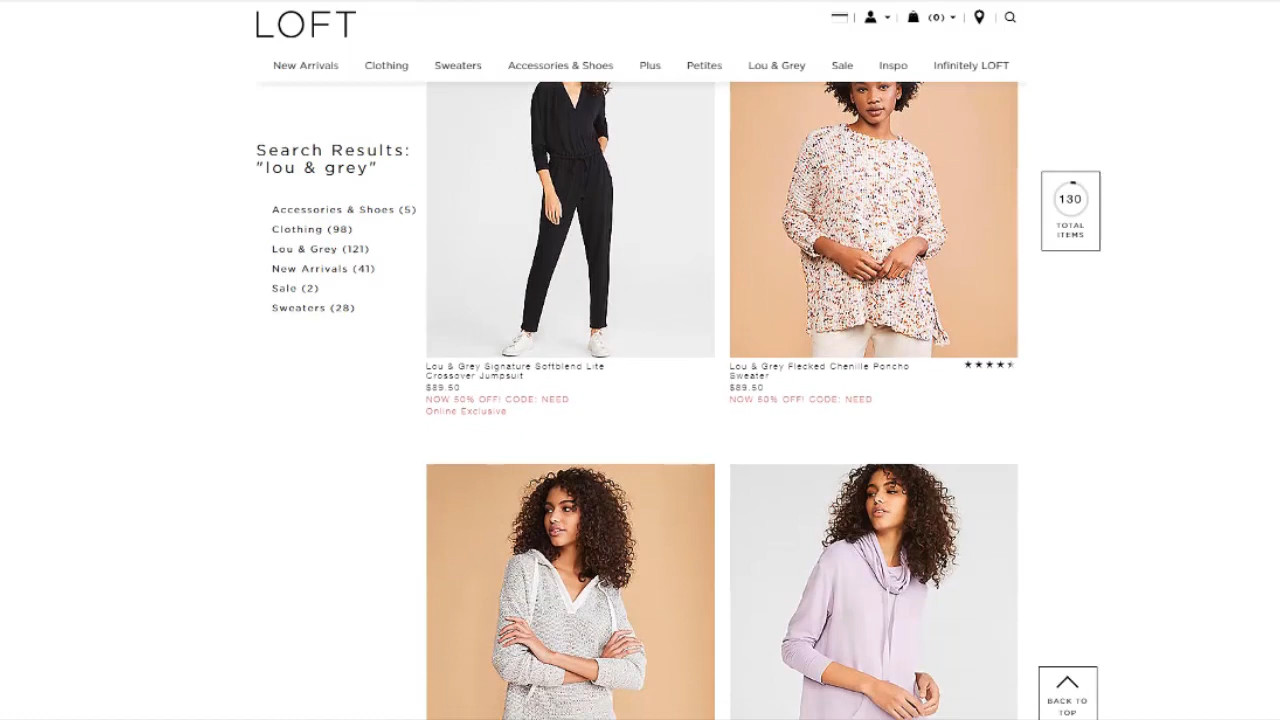 LOFT
(0)
New Arrivals Clothing Sweaters Accessories & Shoes Plus Petites Lou & Grey Sale Inspo Infinitely LOFT
Search Results:
"lou & grey"
Accessories & Shoes (5)
Clothing (98)
Lou & Grey (121)
New Arrivals (41)
Sale (2)
Sweaters (28)
130
TOTAL
ITEMS
Lou & Grey Signature Softblend Lite
Crossover Jumpsuit
$89.50
NOW 50% OFF! CODE: NEED
Online Exclusive
Lou & Grey Flecked Chenille Poncho
Sweater
$89.50
NOW 50% OFF! CODE: NEED
BACK TO
TOP